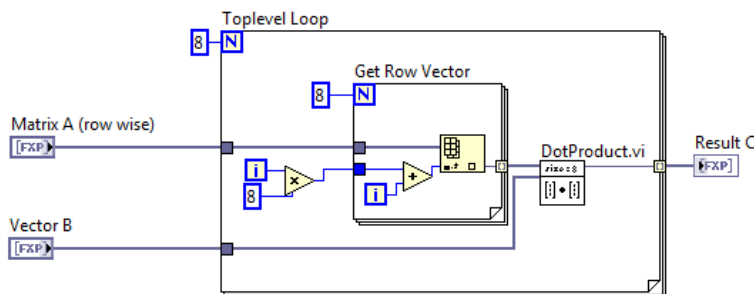 Toplevel Loop
8 N
Get Row Vector
8 N
Matrix A (row wise)
[FXP]
DotProduct.vi
size:8
[⋮]•[⋮]
Result C
[FXP]
i
8
×
+
i
Vector B
[FXP]